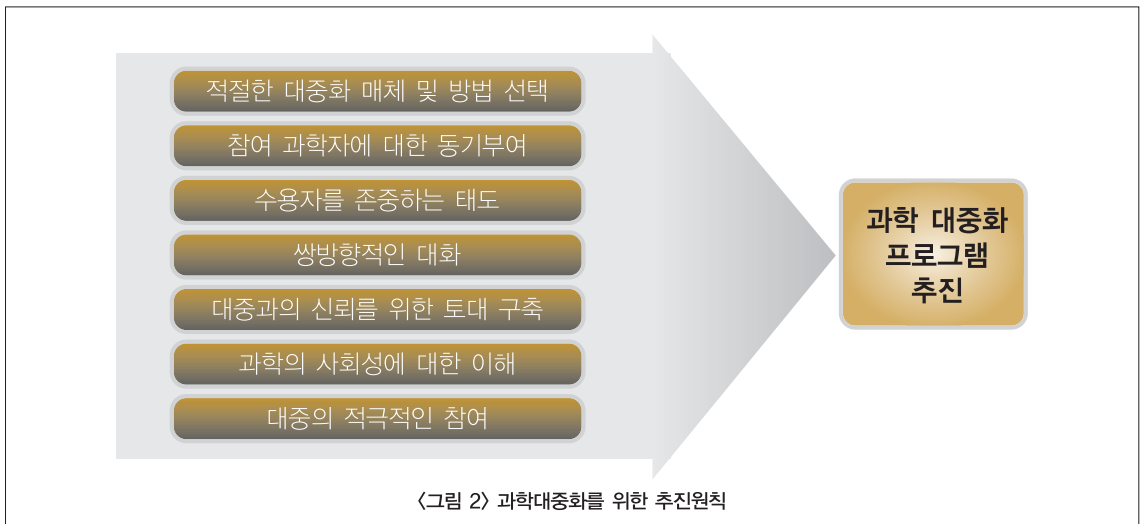 적절한 대중화 매체 및 방법 선택
참여 과학자에 대한 동기부여
수용자를 존중하는 태도
쌍방향적인 대화
대중과의 신뢰를 위한 토대 구축
과학의 사회성에 대한 이해
대중의 적극적인 참여
과학 대중화
프로그램
추진
〈그림 2〉 과학대중화를 위한 추진원칙